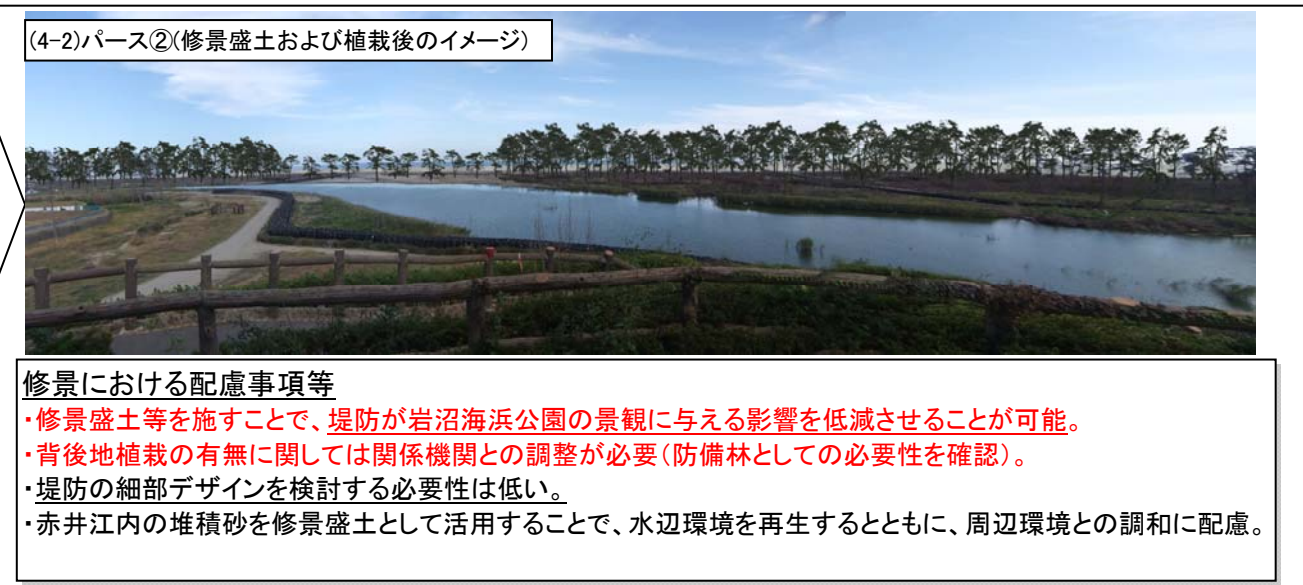 (4-2)パース②(修景盛土および植栽後のイメージ)
修景における配慮事項等
・修景盛土等を施すことで、堤防が岩沼海浜公園の景観に与える影響を低減させることが可能。
・背後地植栽の有無に関しては関係機関との調整が必要(防備林としての必要性を確認)。
・堤防の細部デザインを検討する必要性は低い。
・赤井江内の堆積砂を修景盛土として活用することで、水辺環境を再生するとともに、周辺環境との調和に配慮。